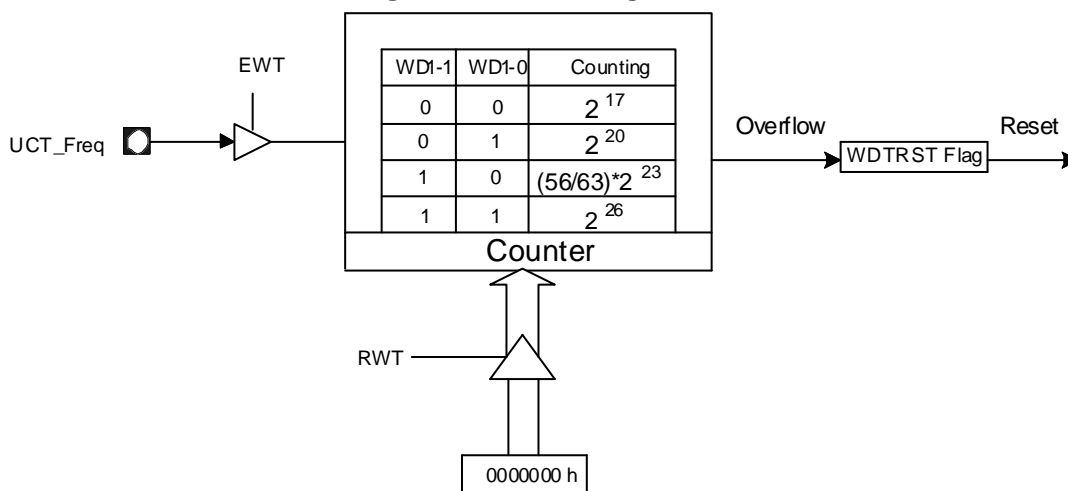 EWT
UCT_Freq
WD1-1 WD1-0 Counting
0 0 2^17
0 1 2^20
1 0 (56/63)*2^23
1 1 2^26
Counter
Overflow
WDTRST Flag
Reset
RWT
0000000 h